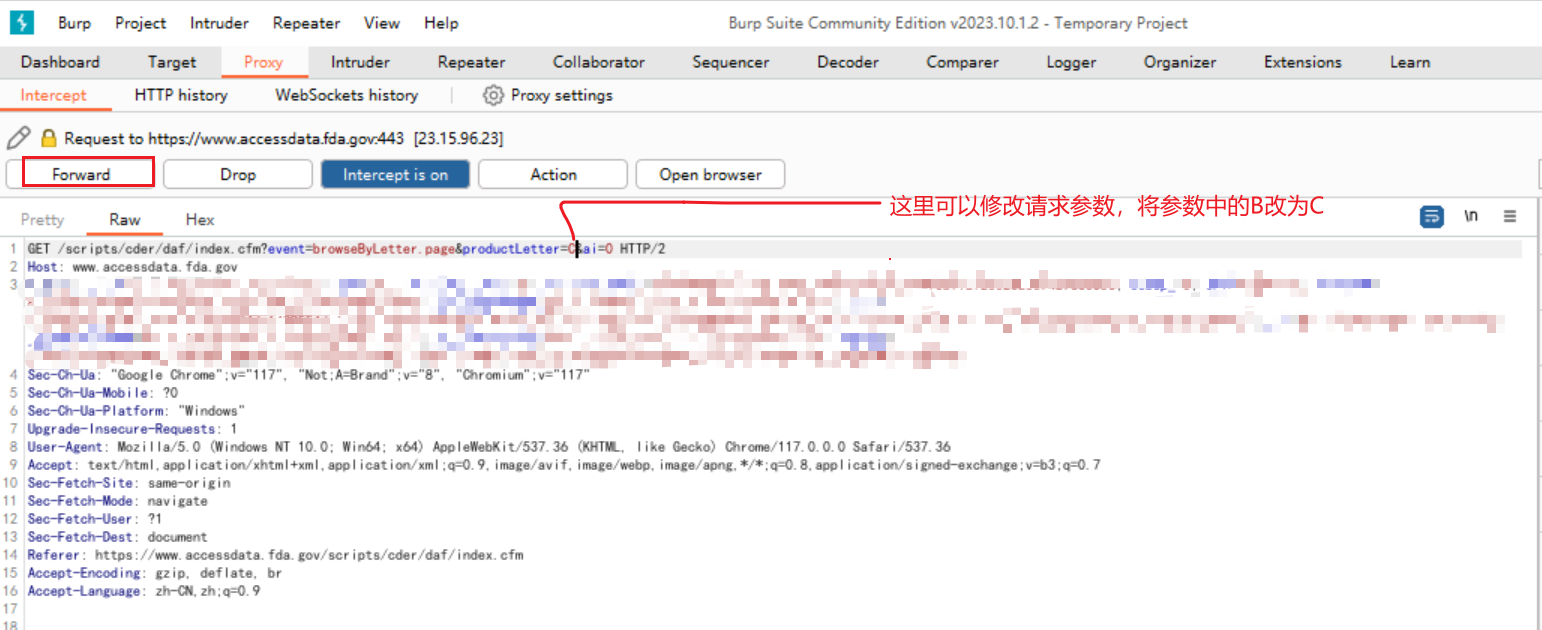 Burp Project Intruder Repeater View Help Burp Suite Community Edition v2023.10.1.2 - Temporary Project
Dashboard Target Proxy Intruder Repeater Collaborator Sequencer Decoder Comparer Logger Organizer Extensions Learn
Intercept HTTP history WebSockets history Proxy settings
Request to https://www.accessdata.fda.gov:443 [23.15.96.23]
Forward Drop Intercept is on Action Open browser
这里可以修改请求参数，将参数中的B改为C
Pretty Raw Hex \n
1 GET /scripts/cder/daf/index.cfm?event=browseByLetter.page&productLetter=C&ai=0 HTTP/2
2 Host: www.accessdata.fda.gov
3
4 Sec-Ch-Ua: "Google Chrome";v="117", "Not;A=Brand";v="8", "Chromium";v="117"
5 Sec-Ch-Ua-Mobile: ?0
6 Sec-Ch-Ua-Platform: "Windows"
7 Upgrade-Insecure-Requests: 1
8 User-Agent: Mozilla/5.0 (Windows NT 10.0; Win64; x64) AppleWebKit/537.36 (KHTML, like Gecko) Chrome/117.0.0.0 Safari/537.36
9 Accept: text/html,application/xhtml+xml,application/xml;q=0.9,image/avif,image/webp,image/apng,*/*;q=0.8,application/signed-exchange;v=b3;q=0.7
10 Sec-Fetch-Site: same-origin
11 Sec-Fetch-Mode: navigate
12 Sec-Fetch-User: ?1
13 Sec-Fetch-Dest: document
14 Referer: https://www.accessdata.fda.gov/scripts/cder/daf/index.cfm
15 Accept-Encoding: gzip, deflate, br
16 Accept-Language: zh-CN,zh;q=0.9
17
18